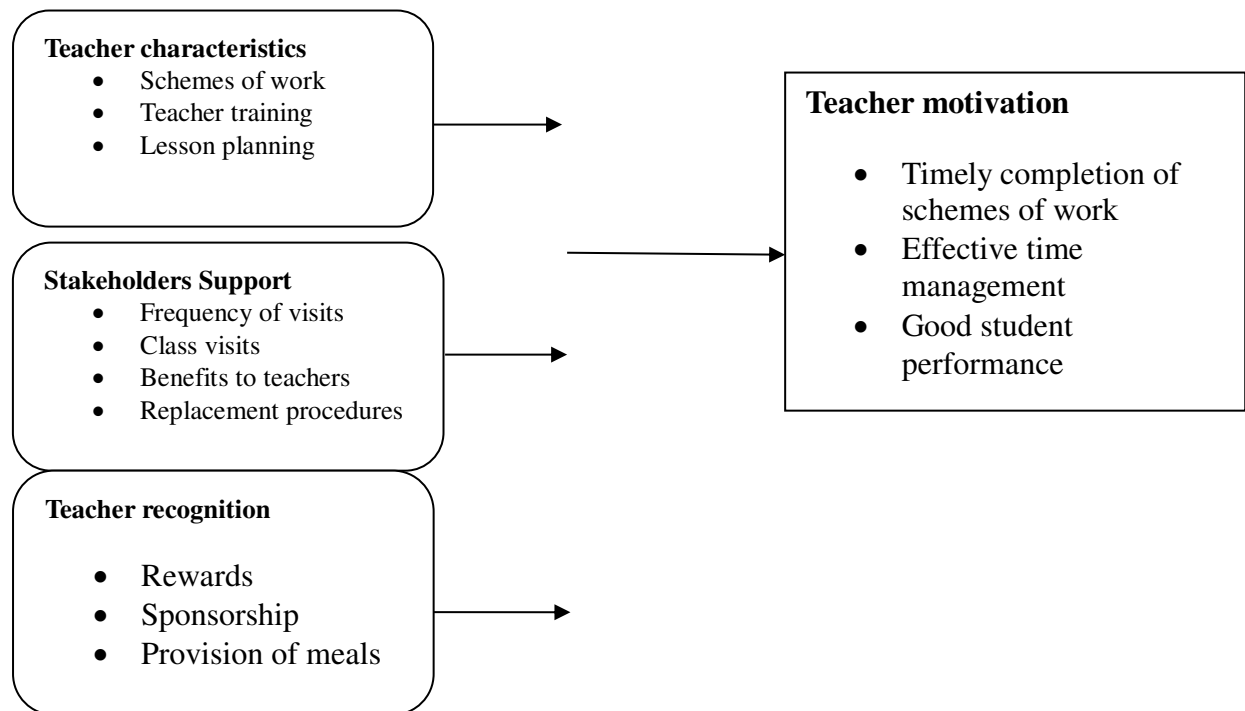 Teacher characteristics
• Schemes of work
• Teacher training
• Lesson planning
Stakeholders Support
• Frequency of visits
• Class visits
• Benefits to teachers
• Replacement procedures
Teacher recognition
• Rewards
• Sponsorship
• Provision of meals
Teacher motivation
• Timely completion of
schemes of work
• Effective time
management
• Good student
performance